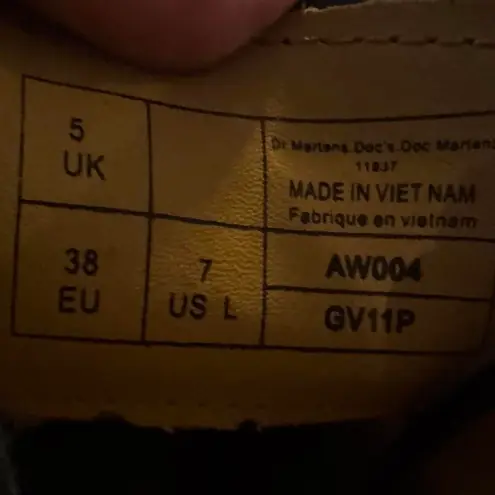 5
UK
Dr. Martens. Doc's. Doc Martens
11837
MADE IN VIET NAM
Fabrique en vietnam
38
EU
7
US L
AW004
GV11P